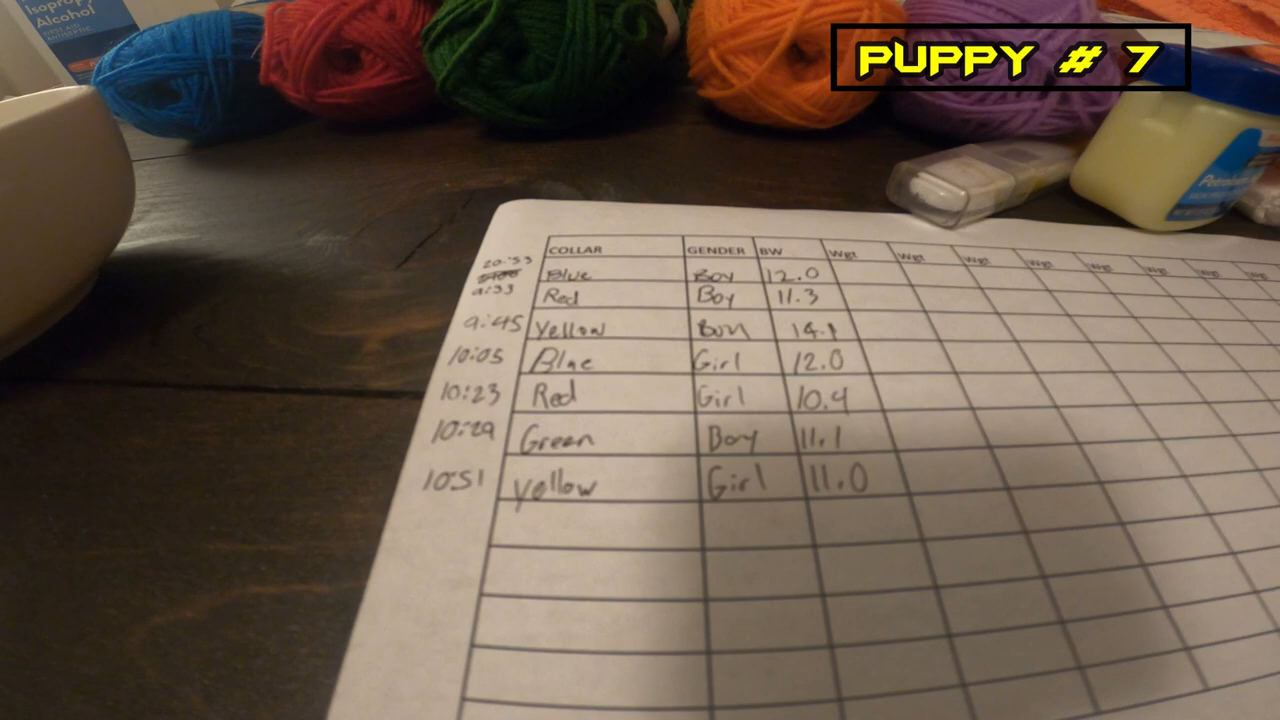 Isopropyl
Alcohol
FIRST AID
ANTISEPTIC
PUPPY # 7
COLLAR GENDER BW Wgt Wgt Wgt Wgt Wgt Wgt Wgt Wgt
20:53 Blue Boy 12.0
9:33 Red Boy 11.3
9:45 Yellow Boy 14.1
10:05 Blue Girl 12.0
10:23 Red Girl 10.4
10:29 Green Boy 11.1
10:51 yellow Girl 11.0